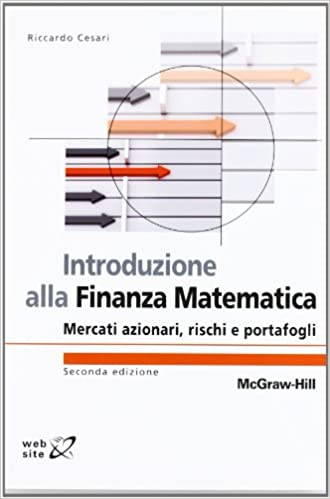 Riccardo Cesari
Introduzione
alla Finanza Matematica
Mercati azionari, rischi e portafogli
Seconda edizione
McGraw-Hill
web
site